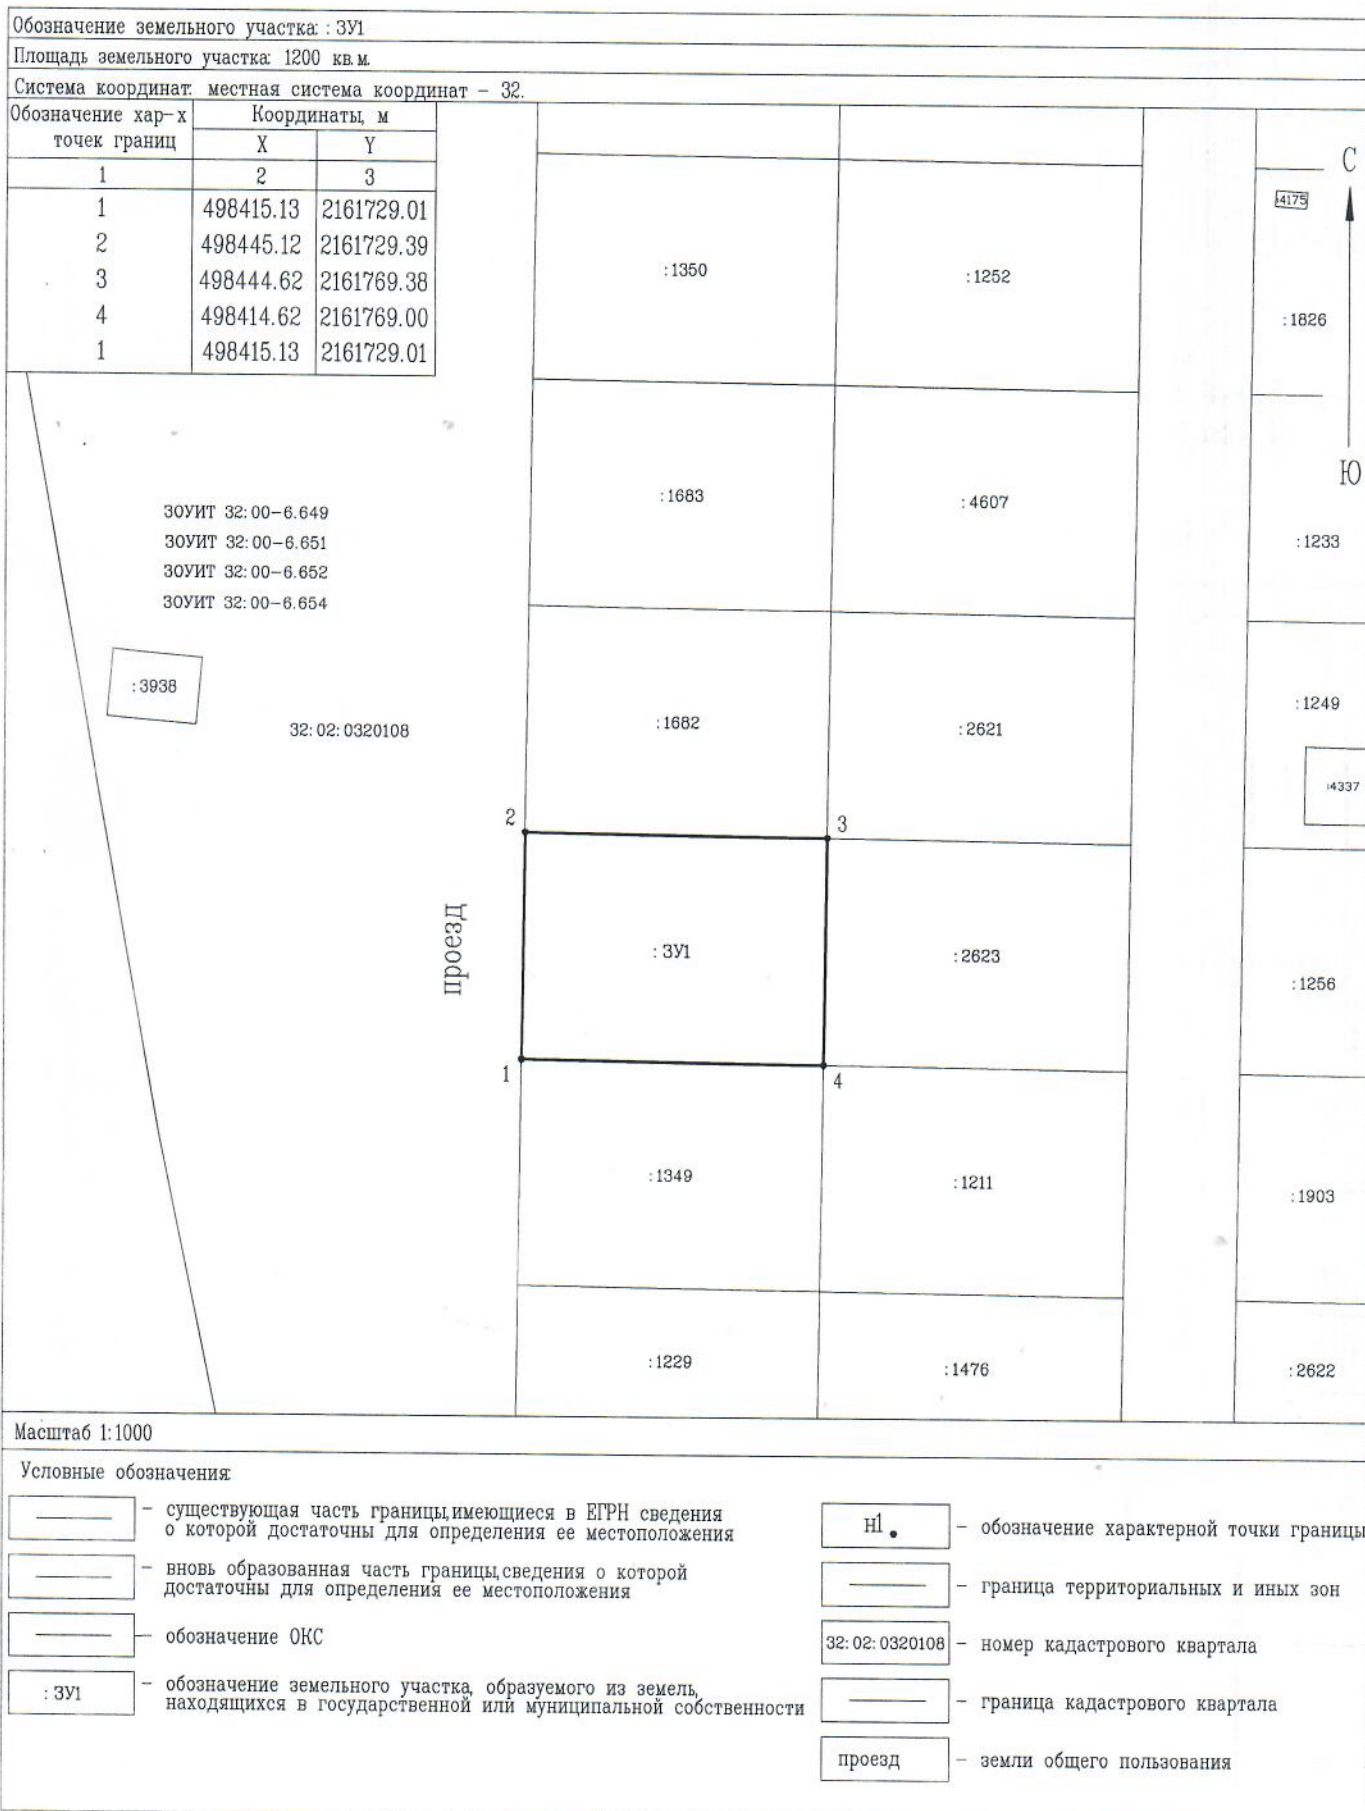 Обозначение земельного участка: :ЗУ1
Площадь земельного участка: 1200 кв.м.
Система координат: местная система координат - 32.
Обозначение хар-х точек границ
Координаты, м
X Y
1 2 3
1 498415.13 2161729.01
2 498445.12 2161729.39
3 498444.62 2161769.38
4 498414.62 2161769.00
1 498415.13 2161729.01
С
:4175
:1350
:1252
:1826
Ю
:1683
:4607
:1233
ЗОУИТ 32:00-6.649
ЗОУИТ 32:00-6.651
ЗОУИТ 32:00-6.652
ЗОУИТ 32:00-6.654
:3938
32:02:0320108
:1682
:2621
:1249
:4337
2
3
проезд
:ЗУ1
:2623
:1256
1
4
:1349
:1211
:1903
:1229
:1476
:2622
Масштаб 1:1000
Условные обозначения:
- существующая часть границы,имеющиеся в ЕГРН сведения
о которой достаточны для определения ее местоположения
- вновь образованная часть границы,сведения о которой
достаточны для определения ее местоположения
- обозначение ОКС
:ЗУ1 - обозначение земельного участка, образуемого из земель,
находящихся в государственной или муниципальной собственности
н1 - обозначение характерной точки границы
- граница территориальных и иных зон
32:02:0320108 - номер кадастрового квартала
- граница кадастрового квартала
проезд - земли общего пользования